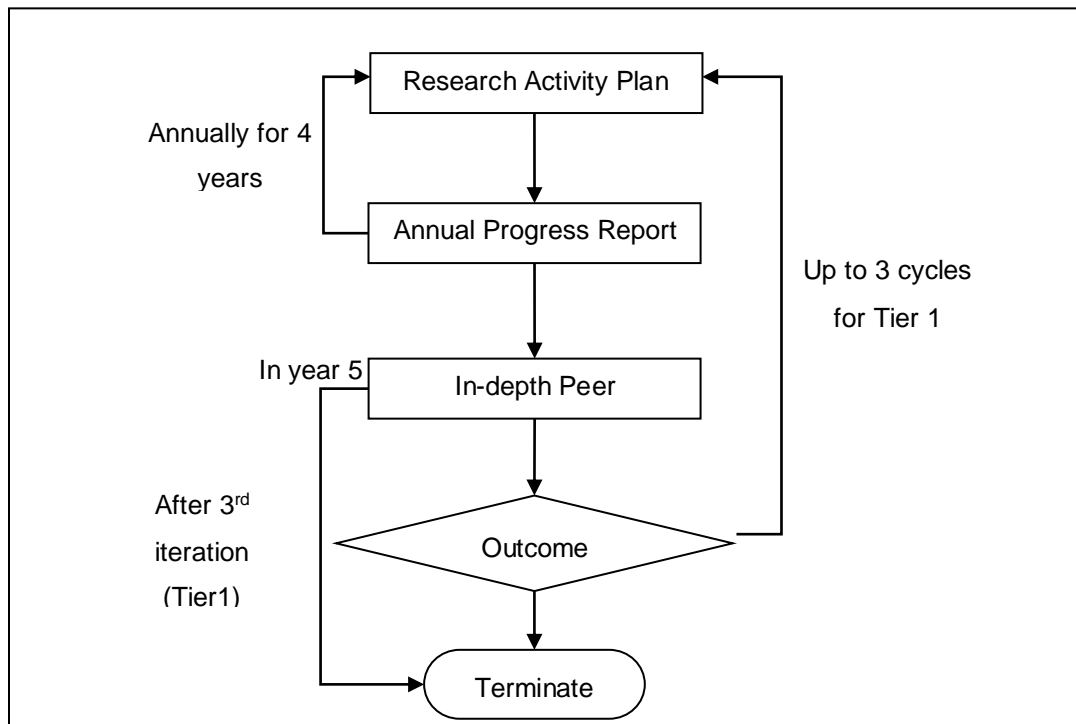 Research Activity Plan
Annually for 4
years
Annual Progress Report
Up to 3 cycles
for Tier 1
In year 5
In-depth Peer
After 3rd
iteration
(Tier1)
Outcome
Terminate